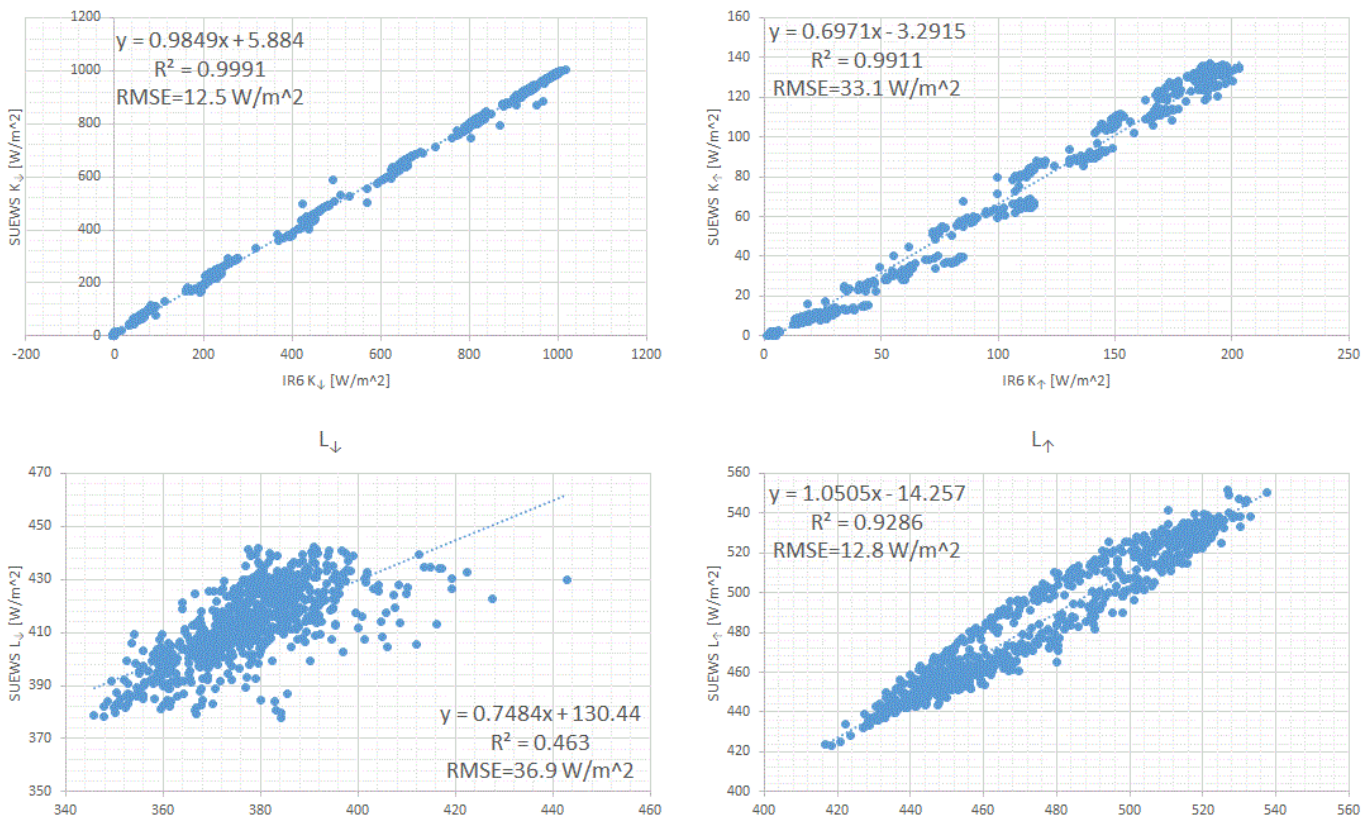 1200
1000
800
600
400
200
0
-200 0 200 400 600 800 1000 1200
SUEWS K↓ [W/m^2]
IR6 K↓ [W/m^2]
y = 0.9849x + 5.884
R² = 0.9991
RMSE=12.5 W/m^2
160
140
120
100
80
60
40
20
0
0 50 100 150 200 250
SUEWS K↑ [W/m^2]
IR6 K↑ [W/m^2]
y = 0.6971x - 3.2915
R² = 0.9911
RMSE=33.1 W/m^2
L↓
470
450
430
410
390
370
350
340 360 380 400 420 440 460
SUEWS L↓ [W/m^2]
y = 0.7484x + 130.44
R² = 0.463
RMSE=36.9 W/m^2
L↑
560
540
520
500
480
460
440
420
400
400 420 440 460 480 500 520 540 560
SUEWS L↑ [W/m^2]
y = 1.0505x - 14.257
R² = 0.9286
RMSE=12.8 W/m^2